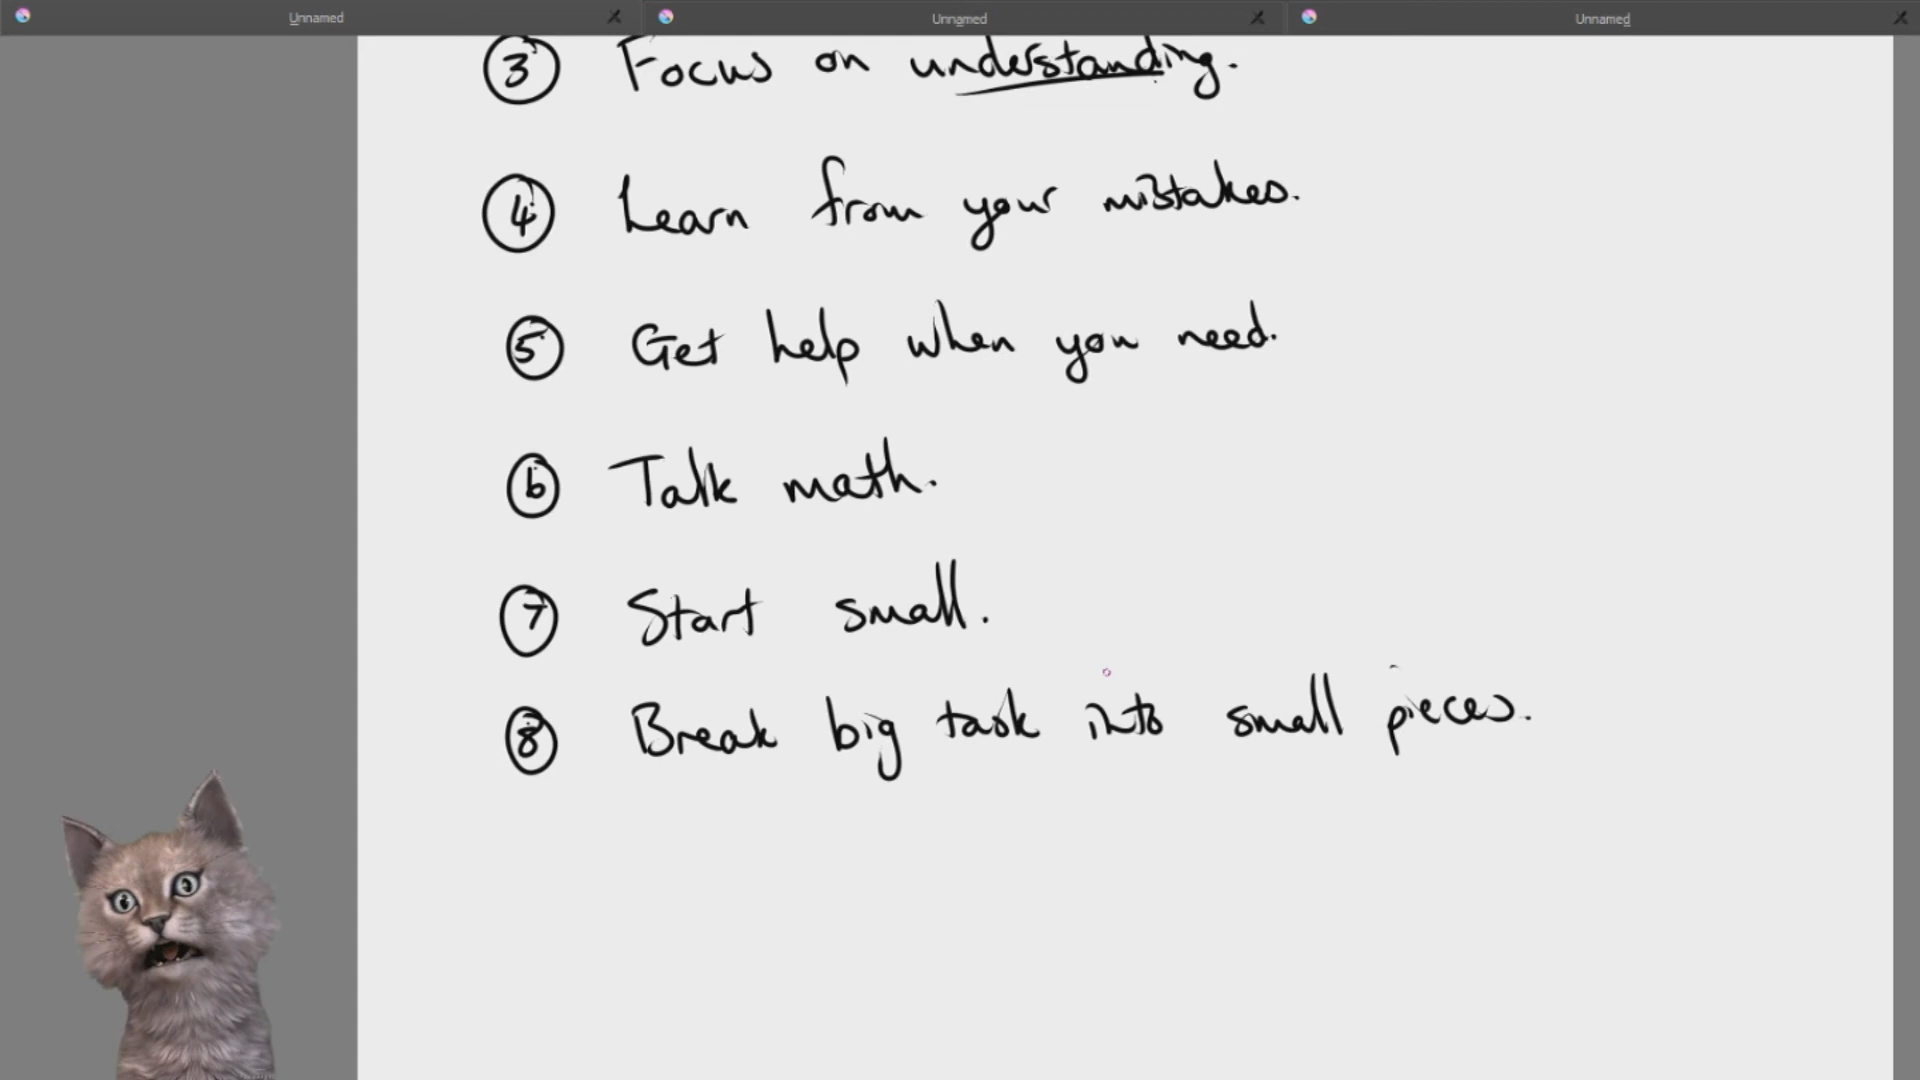 Unnamed Unnamed Unnamed
3 Focus on understanding.
4 Learn from your mistakes.
5 Get help when you need.
6 Talk math.
7 Start small.
8 Break big task into small pieces.